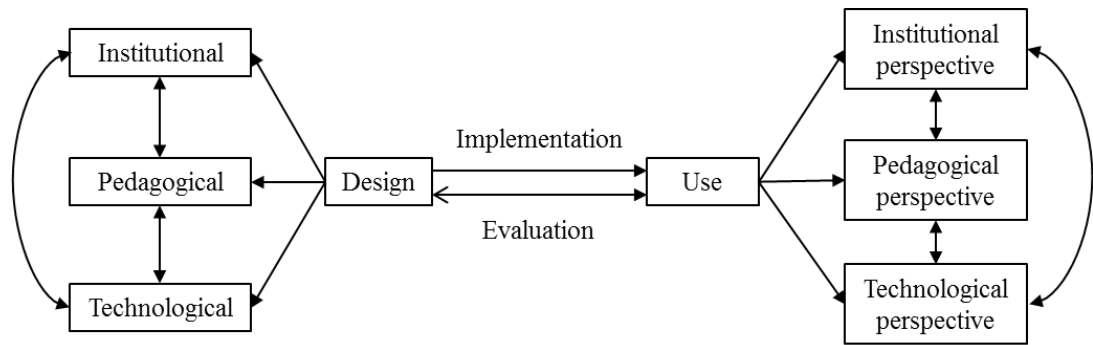 Institutional
Pedagogical
Technological
Design
Implementation
Evaluation
Use
Institutional
perspective
Pedagogical
perspective
Technological
perspective